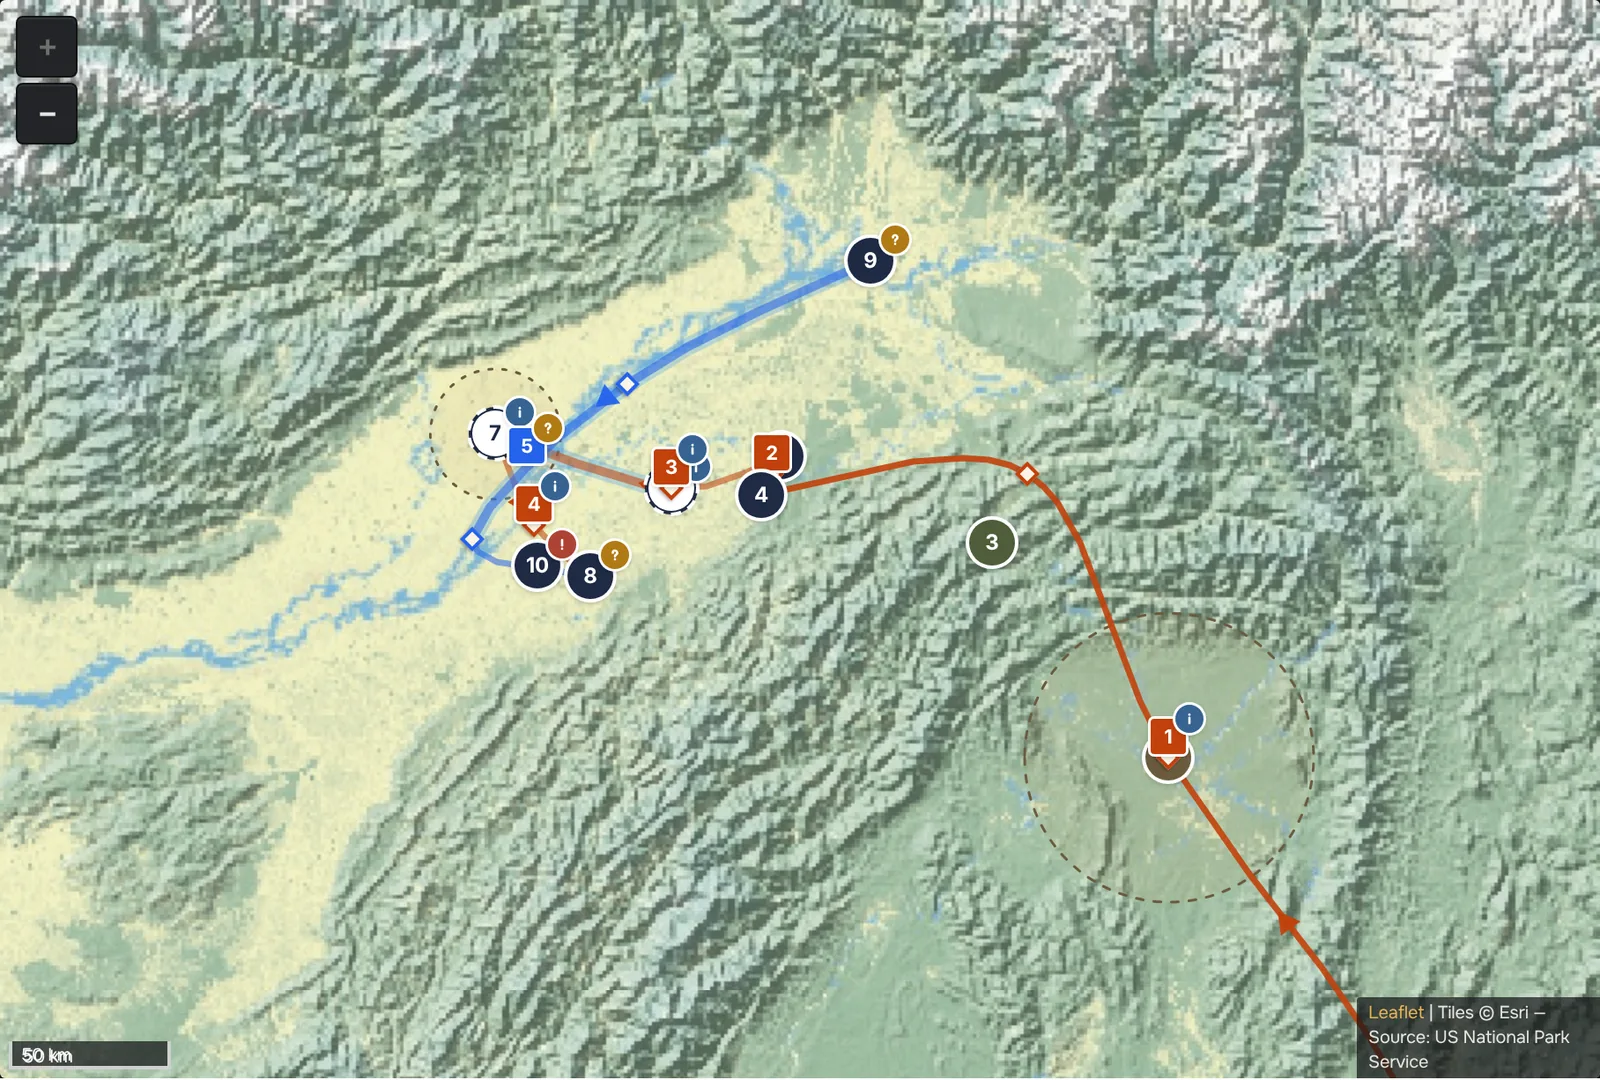 +
−
9
?
i
7
?
5
i
i
3
2
4
i
4
3
!
?
10
8
i
1
50 km
Leaflet | Tiles © Esri —
Source: US National Park
Service